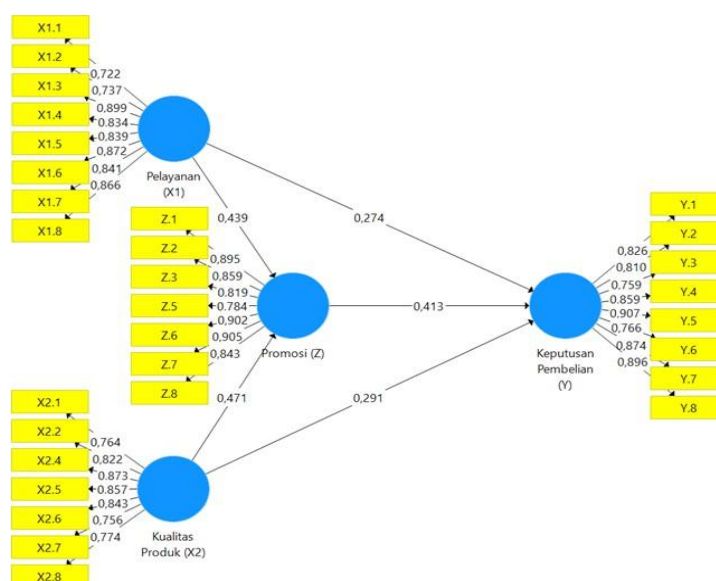 X1.1
X1.2
X1.3
X1.4
X1.5
X1.6
X1.7
X1.8
0,722
0,737
0,899
0,834
0,839
0,872
0,841
0,866
Pelayanan
(X1)
0,439
0,274
Z.1
Z.2
Z.3
Z.5
Z.6
Z.7
Z.8
0,895
0,859
0,819
0,784
0,902
0,905
0,843
Promosi (Z)
0,413
0,471
0,291
Y.1
Y.2
Y.3
Y.4
Y.5
Y.6
Y.7
Y.8
0,826
0,810
0,759
0,859
0,907
0,766
0,874
0,896
Keputusan
Pembelian
(Y)
X2.1
X2.2
X2.4
X2.5
X2.6
X2.7
X2.8
0,764
0,822
0,873
0,857
0,843
0,756
0,774
Kualitas
Produk (X2)